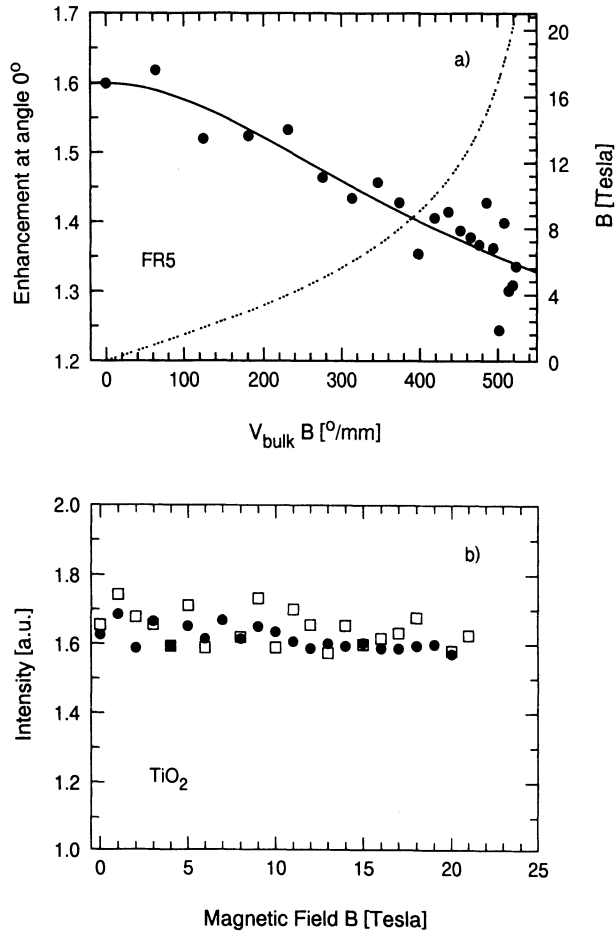 1.7
1.6
1.5
1.4
1.3
1.2
Enhancement at angle 0°
a)
FR5
20
16
12
8
4
0
B [Tesla]
0 100 200 300 400 500
V_bulk B [°/mm]
2.0
1.8
1.6
1.4
1.2
1.0
Intensity [a.u.]
b)
TiO₂
0 5 10 15 20 25
Magnetic Field B [Tesla]